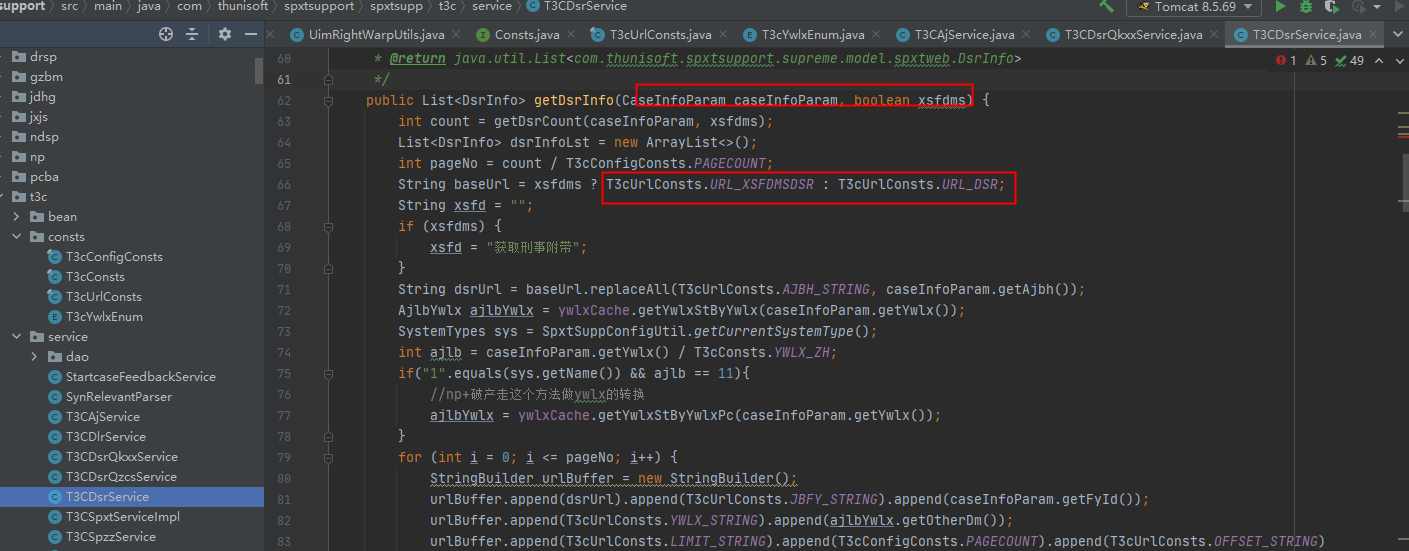 support › src › main › java › com › thunisoft › spxtsupport › spxtsupp › t3c › service › T3CDsrService
Tomcat 8.5.69
UimRightWarpUtils.java
Consts.java
T3cUrlConsts.java
T3cYwlxEnum.java
T3CAjService.java
T3CDsrQkxxService.java
T3CDsrService.java
drsp
gzbm
jdhg
jxjs
ndsp
np
pcba
t3c
bean
consts
T3cConfigConsts
T3cConsts
T3cUrlConsts
T3cYwlxEnum
service
dao
StartcaseFeedbackService
SynRelevantParser
T3CAjService
T3CDlrService
T3CDsrQkxxService
T3CDsrQzcsService
T3CDsrService
T3CSpxtServiceImpl
T3CSpzzService
1 5 49
60 * @return java.util.List<com.thunisoft.spxtsupport.supreme.model.spxtweb.DsrInfo>
61 */
62 public List<DsrInfo> getDsrInfo(CaseInfoParam caseInfoParam, boolean xsfdms) {
63 int count = getDsrCount(caseInfoParam, xsfdms);
64 List<DsrInfo> dsrInfoLst = new ArrayList<>();
65 int pageNo = count / T3cConfigConsts.PAGECOUNT;
66 String baseUrl = xsfdms ? T3cUrlConsts.URL_XSFDMSDSR : T3cUrlConsts.URL_DSR;
67 String xsfd = "";
68 if (xsfdms) {
69 xsfd = "获取刑事附带";
70 }
71 String dsrUrl = baseUrl.replaceAll(T3cUrlConsts.AJBH_STRING, caseInfoParam.getAjbh());
72 AjlbYwlx ajlbYwlx = ywlxCache.getYwlxStByYwlx(caseInfoParam.getYwlx());
73 SystemTypes sys = SpxtSuppConfigUtil.getCurrentSystemType();
74 int ajlb = caseInfoParam.getYwlx() / T3cConsts.YWLX_ZH;
75 if("1".equals(sys.getName()) && ajlb == 11){
76 //np+破产走这个方法做ywlx的转换
77 ajlbYwlx = ywlxCache.getYwlxStByYwlxPc(caseInfoParam.getYwlx());
78 }
79 for (int i = 0; i <= pageNo; i++) {
80 StringBuilder urlBuffer = new StringBuilder();
81 urlBuffer.append(dsrUrl).append(T3cUrlConsts.JBFY_STRING).append(caseInfoParam.getFyId());
82 urlBuffer.append(T3cUrlConsts.YWLX_STRING).append(ajlbYwlx.getOtherDm());
83 urlBuffer.append(T3cUrlConsts.LIMIT_STRING).append(T3cConfigConsts.PAGECOUNT).append(T3cUrlConsts.OFFSET_STRING)